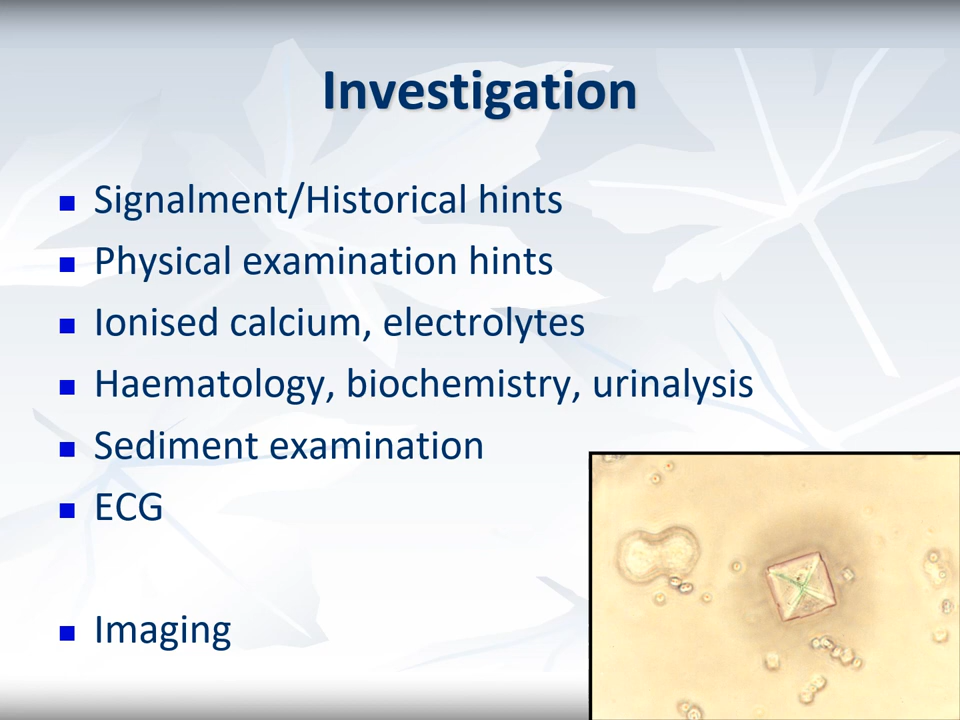 Investigation
Signalment/Historical hints
Physical examination hints
Ionised calcium, electrolytes
Haematology, biochemistry, urinalysis
Sediment examination
ECG
Imaging